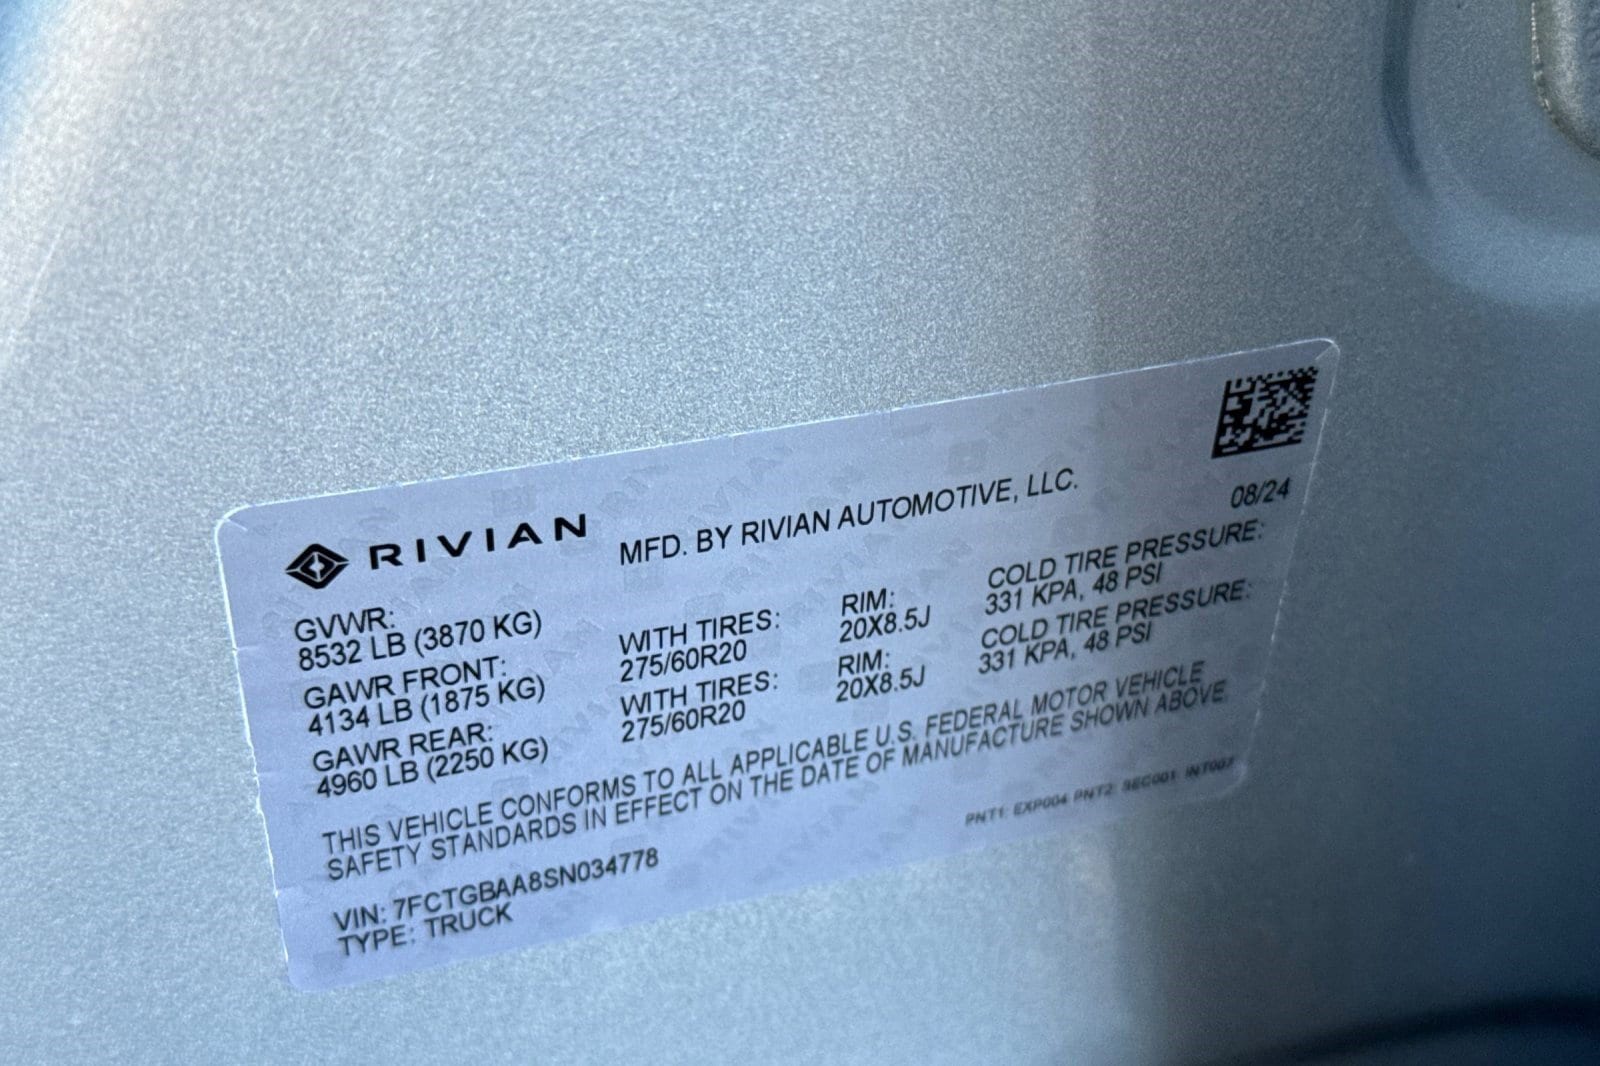 RIVIAN MFD. BY RIVIAN AUTOMOTIVE, LLC. 08/24
GVWR:
8532 LB (3870 KG)
WITH TIRES:
275/60R20
RIM:
20X8.5J
COLD TIRE PRESSURE:
331 KPA, 48 PSI
GAWR FRONT:
4134 LB (1875 KG)
WITH TIRES:
275/60R20
RIM:
20X8.5J
COLD TIRE PRESSURE:
331 KPA, 48 PSI
GAWR REAR:
4960 LB (2250 KG)
THIS VEHICLE CONFORMS TO ALL APPLICABLE U.S. FEDERAL MOTOR VEHICLE
SAFETY STANDARDS IN EFFECT ON THE DATE OF MANUFACTURE SHOWN ABOVE
PNT1: EXP004 PNT2: SEC001 INT007
VIN: 7FCTGBAA8SN034778
TYPE: TRUCK